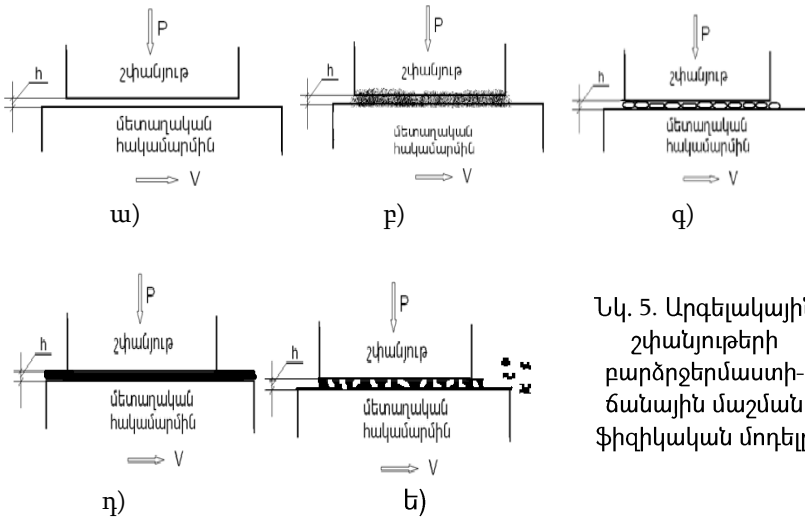 P
h
շփանյութ
մետաղական
հակամարմին
V
ա)
P
h
շփանյութ
մետաղական
հակամարմին
V
բ)
P
h
շփանյութ
մետաղական
հակամարմին
V
գ)
P
h
շփանյութ
մետաղական
հակամարմին
V
դ)
P
h
շփանյութ
մետաղական
հակամարմին
V
ե)
Նկ. 5. Արգելակային
շփանյութերի
բարձրջերմաստի-
ճանային մաշման
ֆիզիկական մոդելը